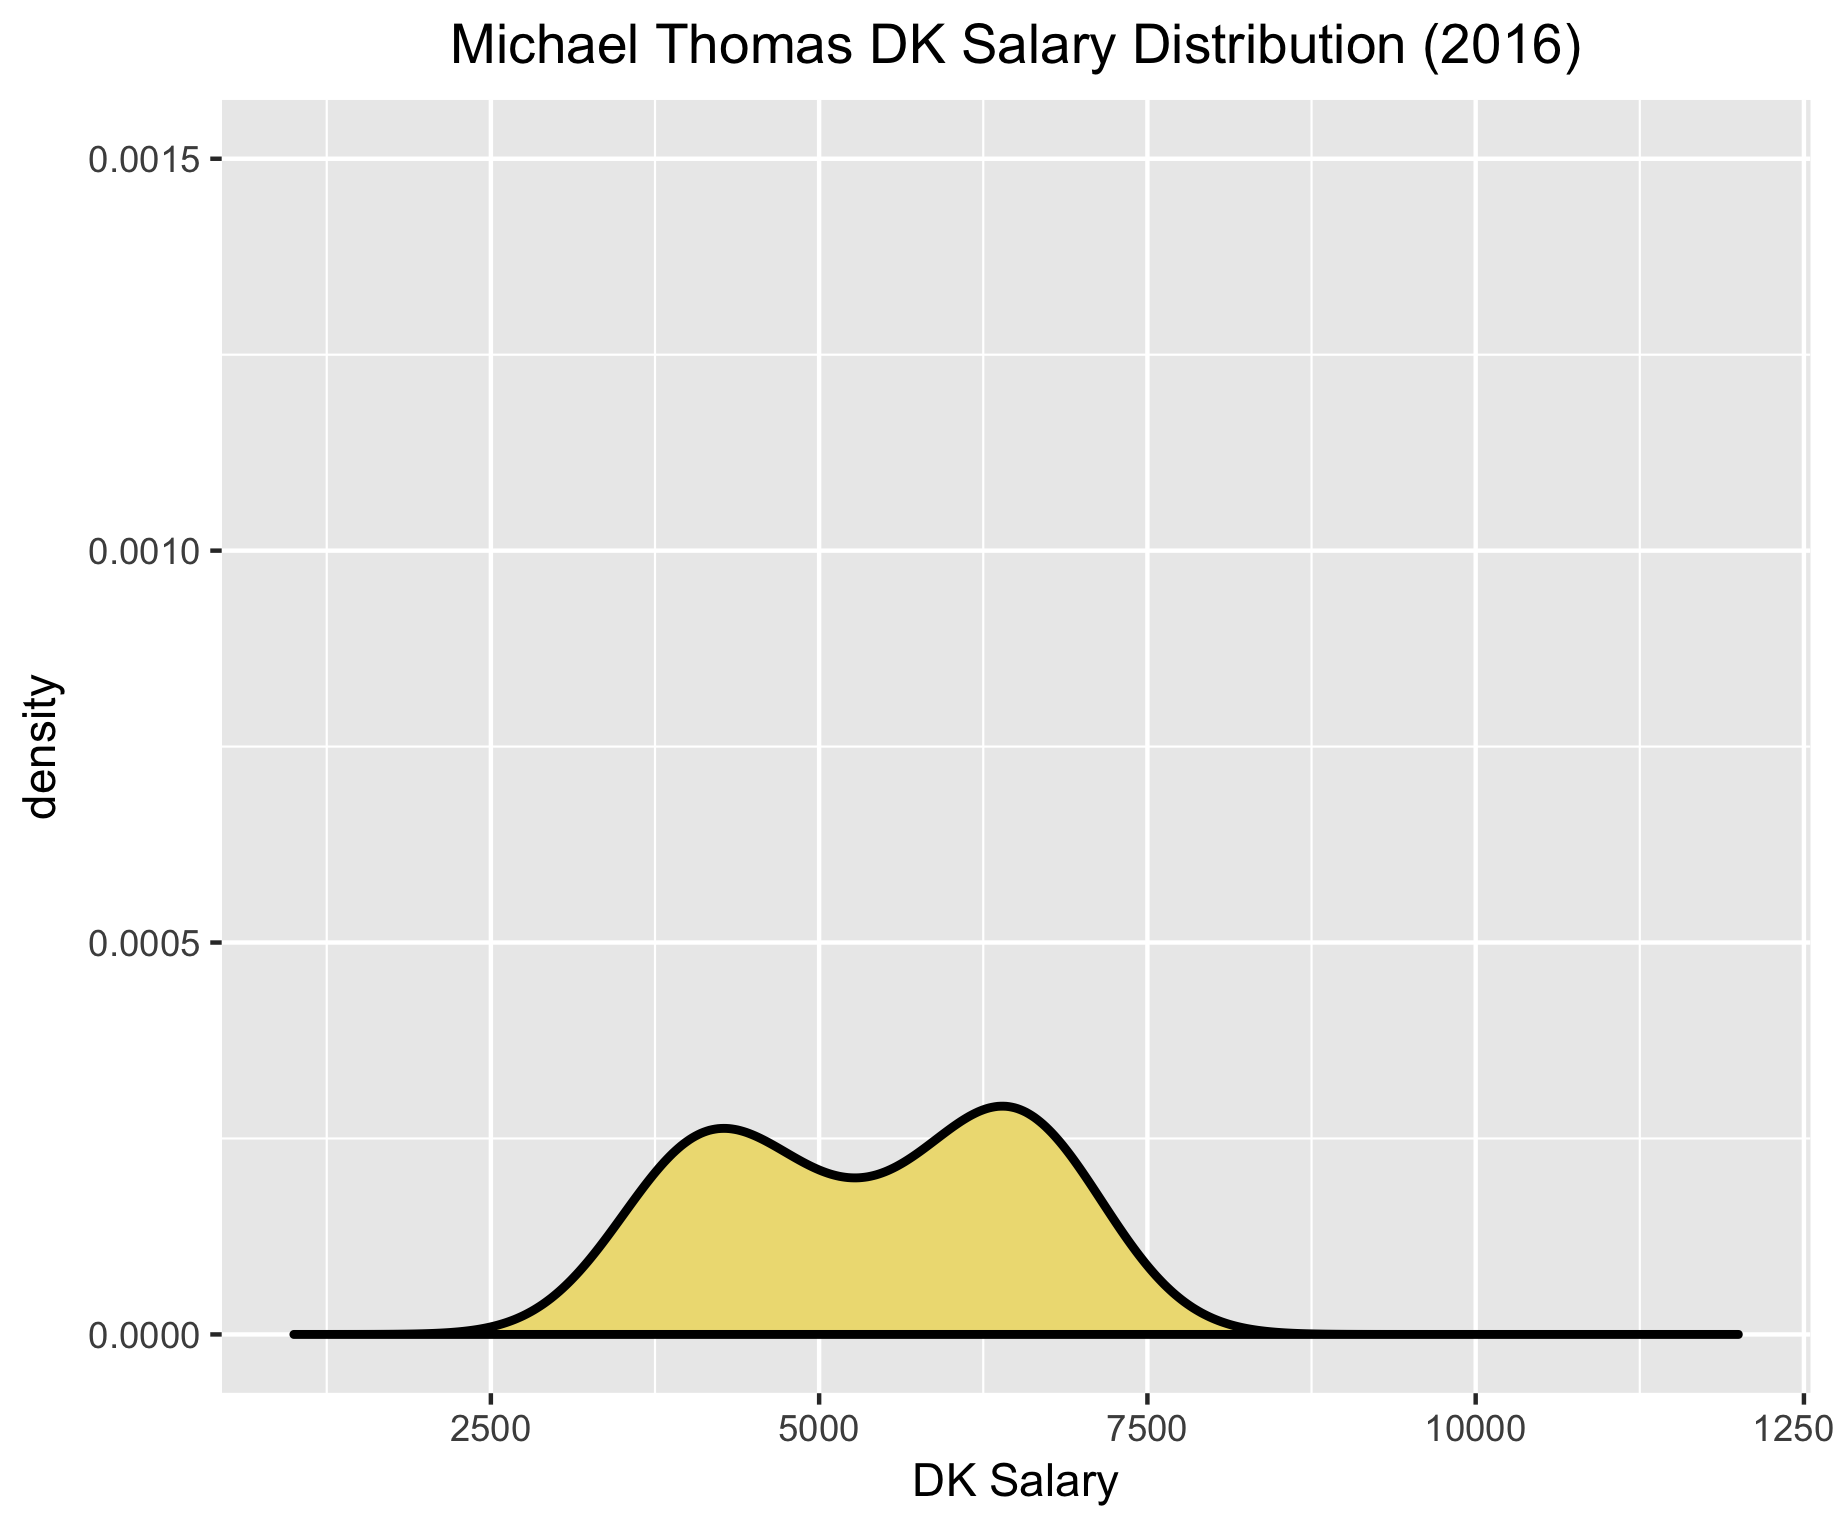 Michael Thomas DK Salary Distribution (2016)
0.0015
0.0010
0.0005
0.0000
density
2500 5000 7500 10000 1250
DK Salary